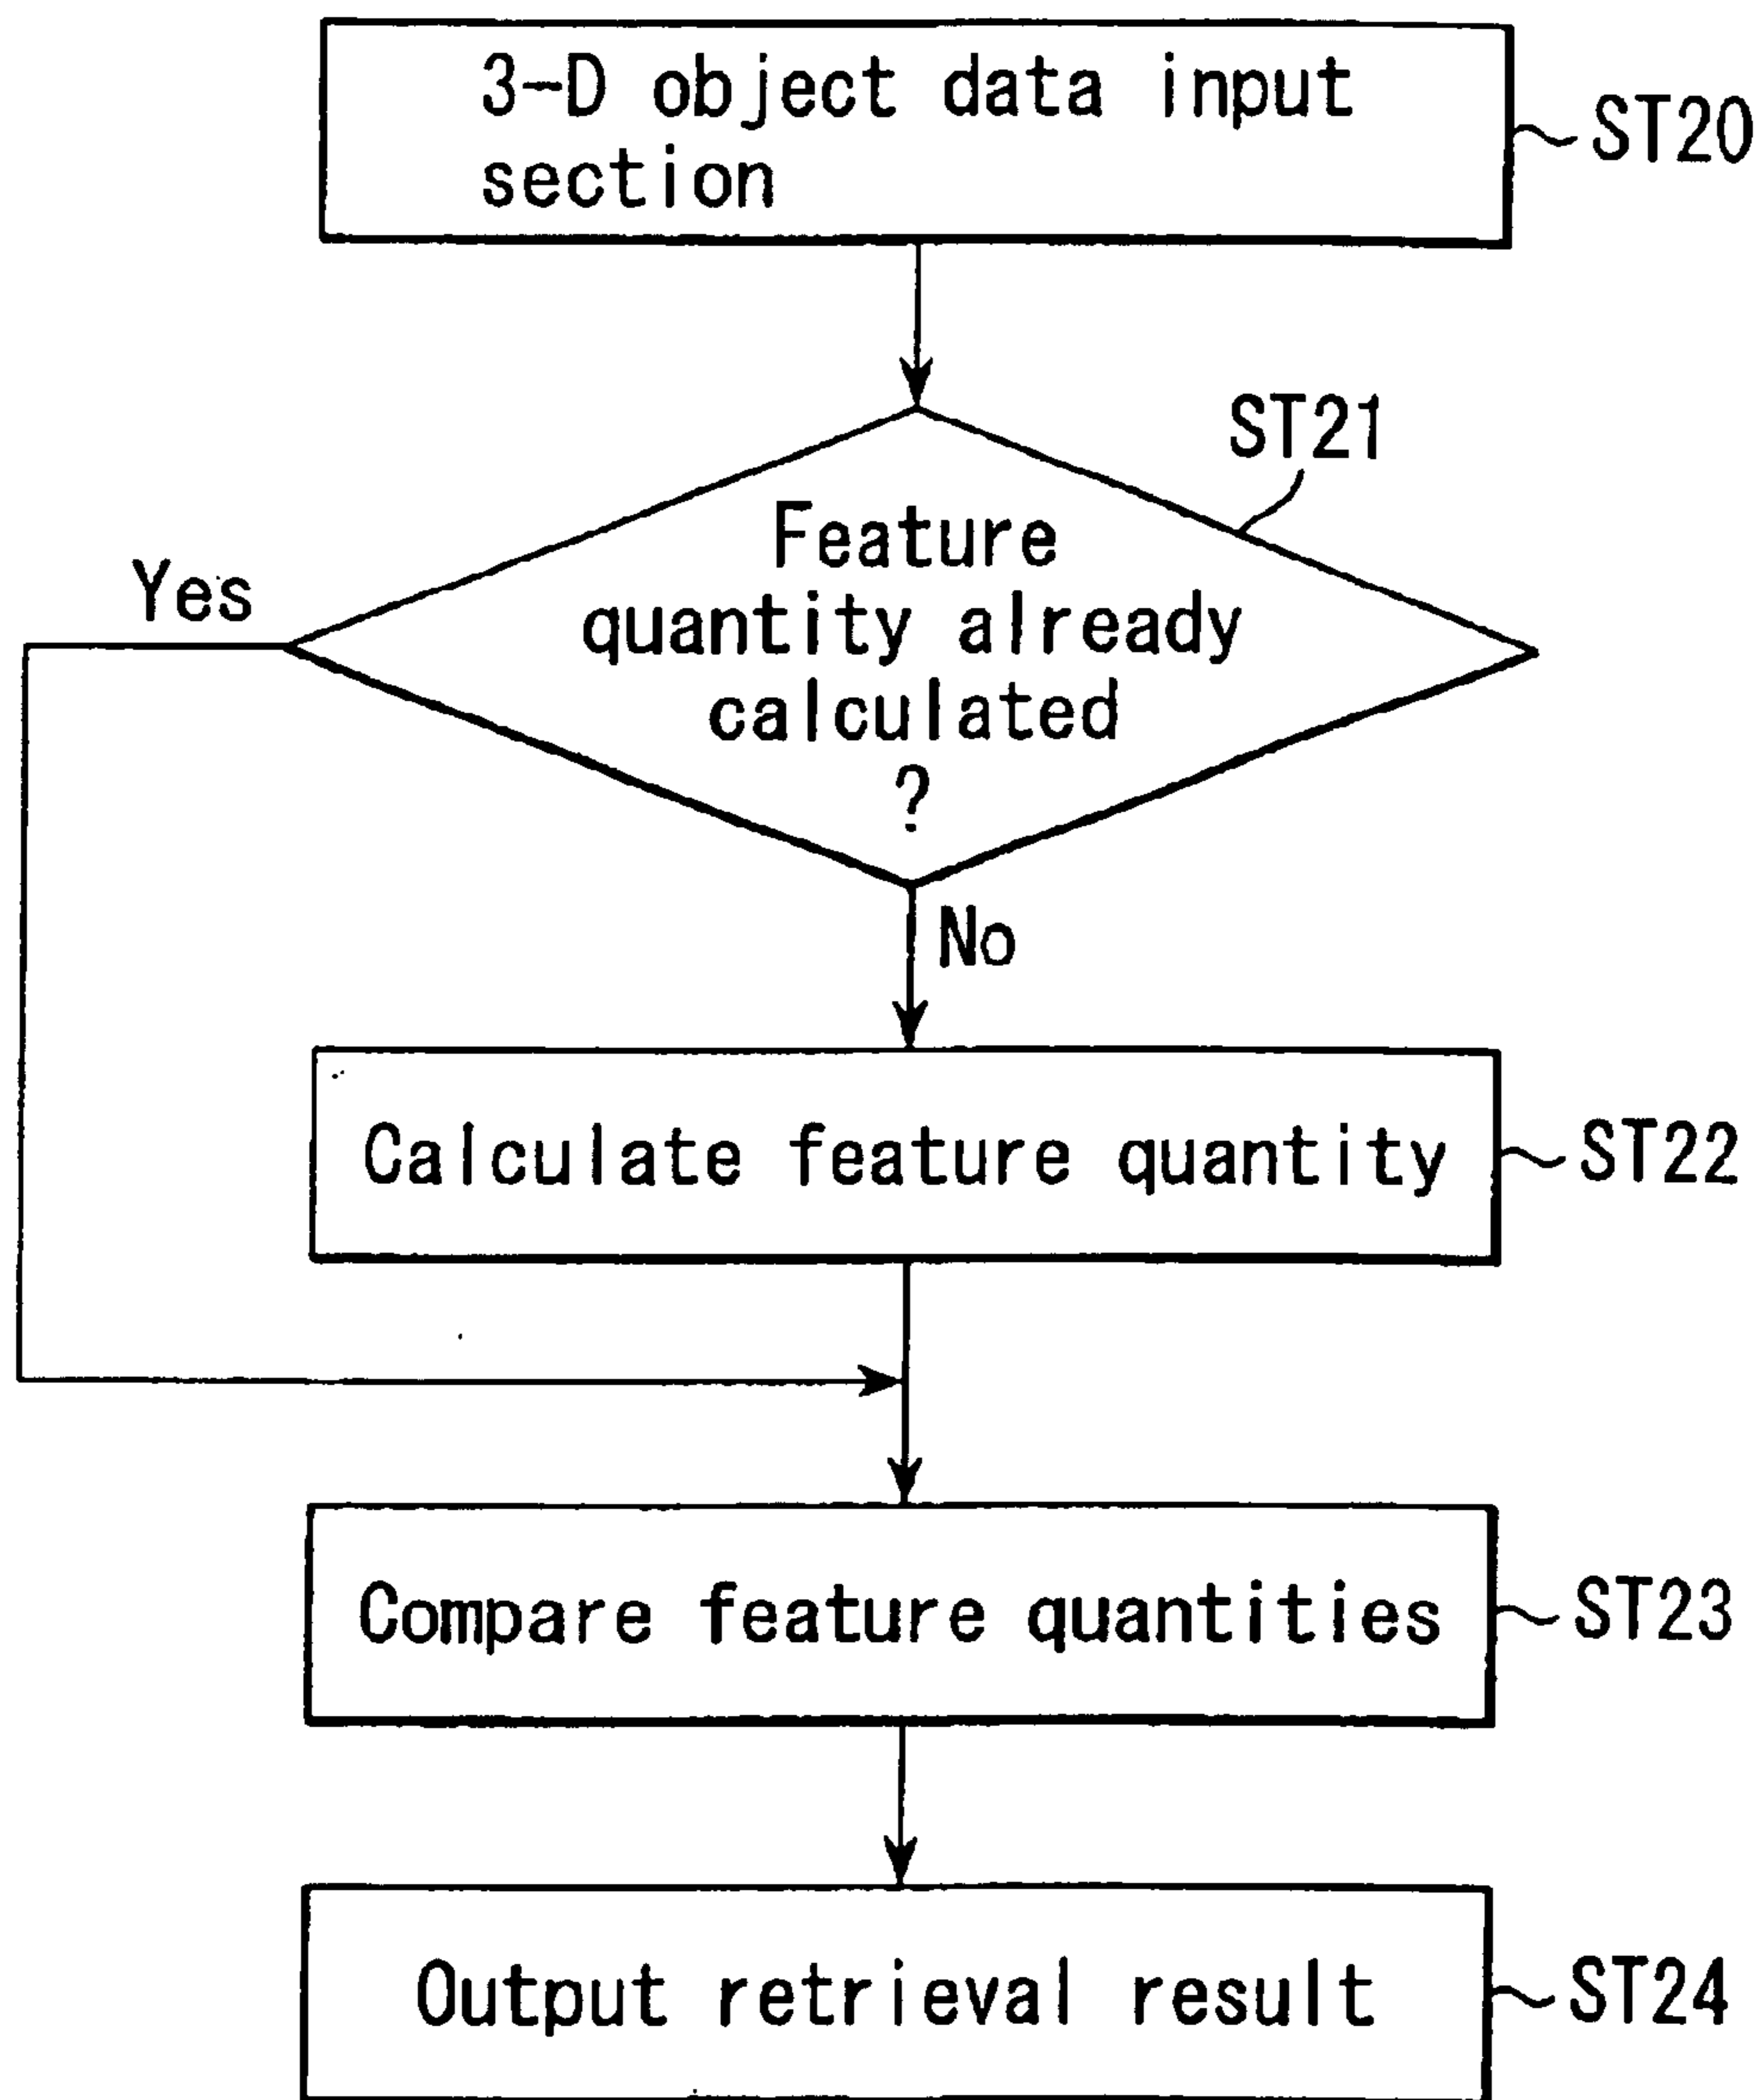 3-D object data input
section
ST20
ST21
Feature
quantity already
calculated
?
Yes
No
Calculate feature quantity
ST22
Compare feature quantities
ST23
Output retrieval result
ST24